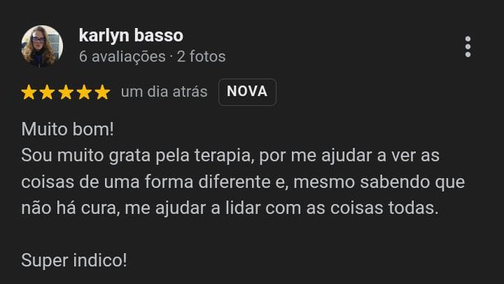 karlyn basso
6 avaliações · 2 fotos
um dia atrás NOVA
Muito bom!
Sou muito grata pela terapia, por me ajudar a ver as
coisas de uma forma diferente e, mesmo sabendo que
não há cura, me ajudar a lidar com as coisas todas.
Super indico!